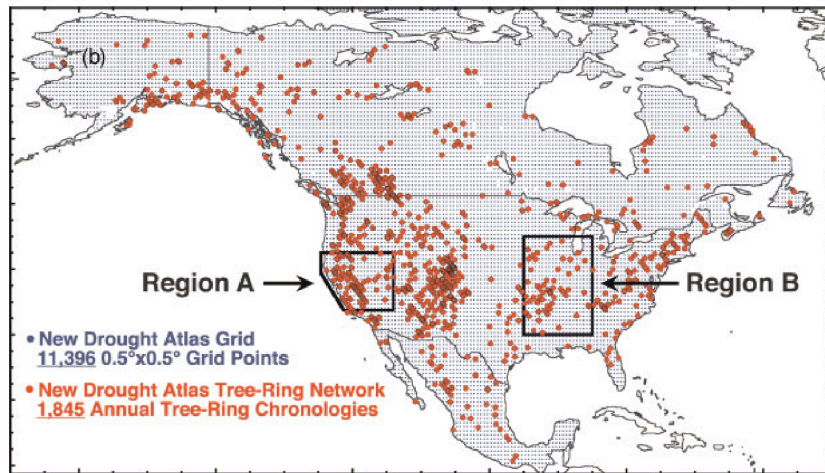 (b)
Region A
Region B
• New Drought Atlas Grid
11,396 0.5°x0.5° Grid Points
• New Drought Atlas Tree-Ring Network
1,845 Annual Tree-Ring Chronologies